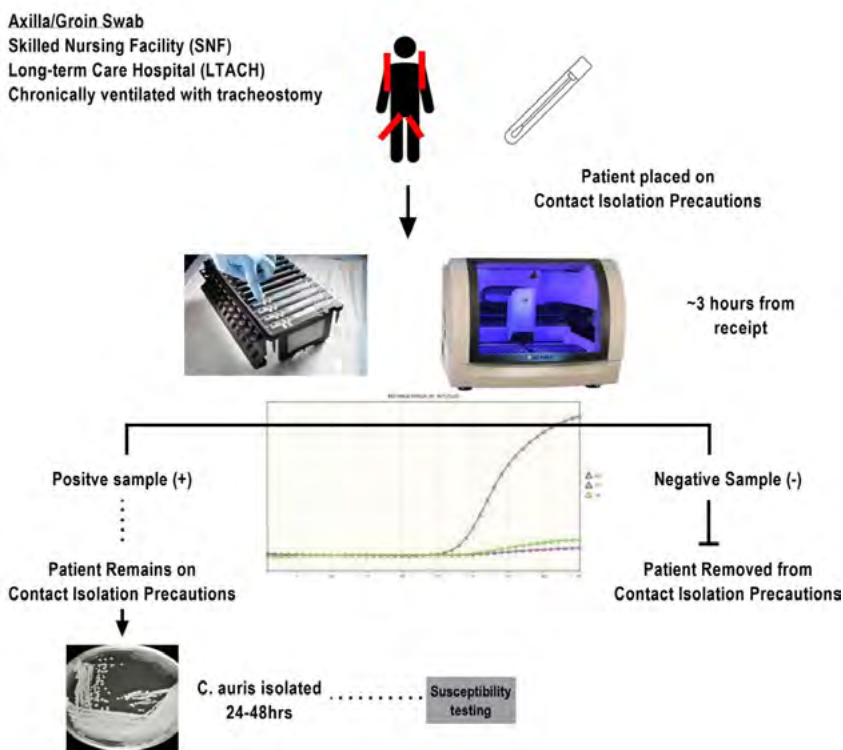 Axilla/Groin Swab
Skilled Nursing Facility (SNF)
Long-term Care Hospital (LTACH)
Chronically ventilated with tracheostomy
Patient placed on
Contact Isolation Precautions
~3 hours from
receipt
Positve sample (+)
Negative Sample (-)
Patient Remains on
Contact Isolation Precautions
Patient Removed from
Contact Isolation Precautions
C. auris isolated
24-48hrs
Susceptibility
testing